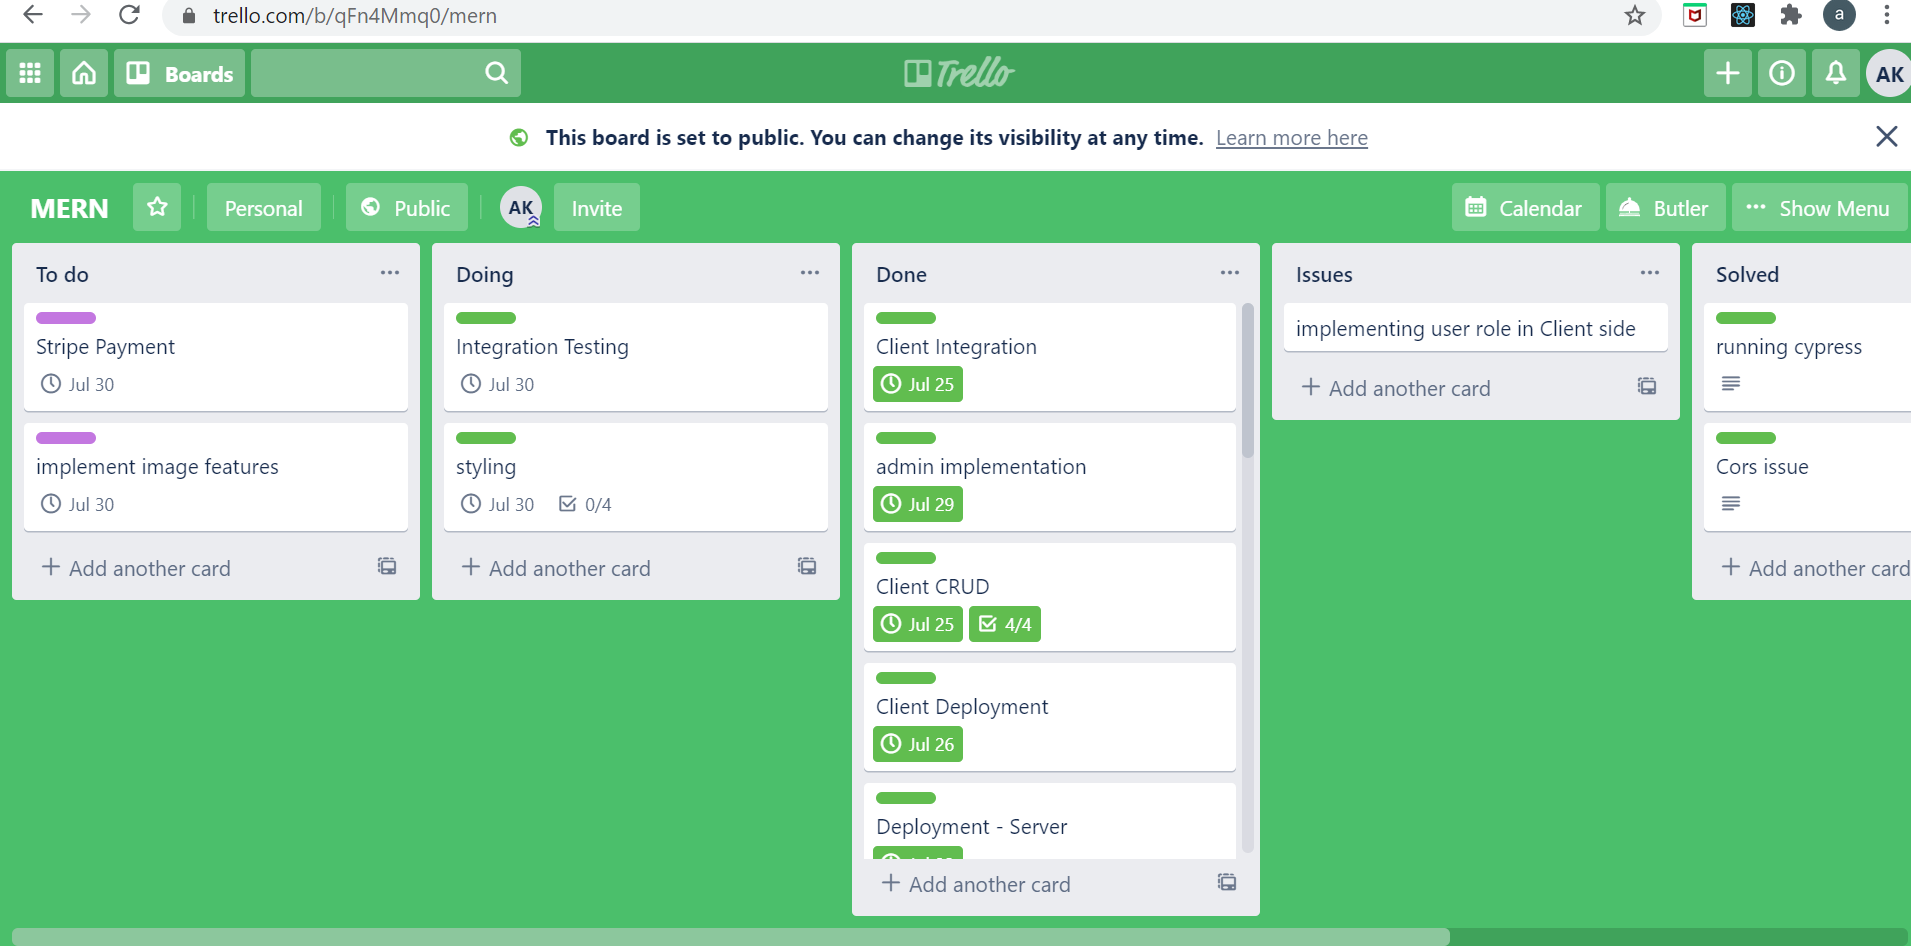 trello.com/b/qFn4Mmq0/mern
a
Boards
Trello
AK
This board is set to public. You can change its visibility at any time. Learn more here
MERN
Personal
Public
AK
Invite
Calendar
Butler
Show Menu
To do
Stripe Payment
Jul 30
implement image features
Jul 30
Add another card
Doing
Integration Testing
Jul 30
styling
Jul 30 0/4
Add another card
Done
Client Integration
Jul 25
admin implementation
Jul 29
Client CRUD
Jul 25 4/4
Client Deployment
Jul 26
Deployment - Server
Add another card
Issues
implementing user role in Client side
Add another card
Solved
running cypress
Cors issue
Add another card